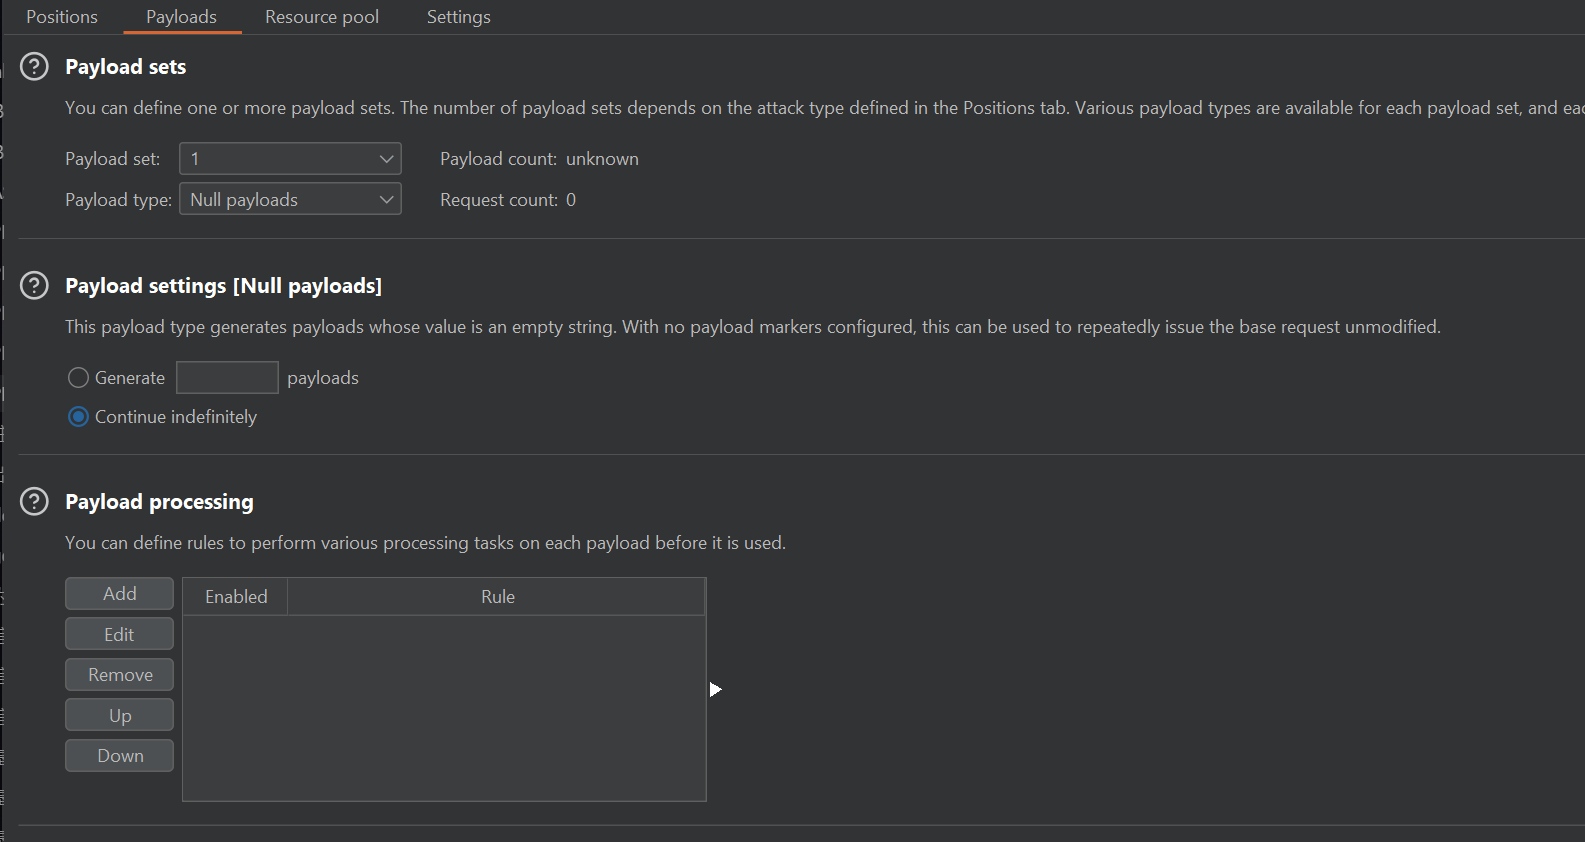 Positions Payloads Resource pool Settings
Payload sets
You can define one or more payload sets. The number of payload sets depends on the attack type defined in the Positions tab. Various payload types are available for each payload set, and
Payload set: 1 Payload count: unknown
Payload type: Null payloads Request count: 0
Payload settings [Null payloads]
This payload type generates payloads whose value is an empty string. With no payload markers configured, this can be used to repeatedly issue the base request unmodified.
Generate payloads
Continue indefinitely
Payload processing
You can define rules to perform various processing tasks on each payload before it is used.
Add
Enabled Rule
Edit
Remove
Up
Down